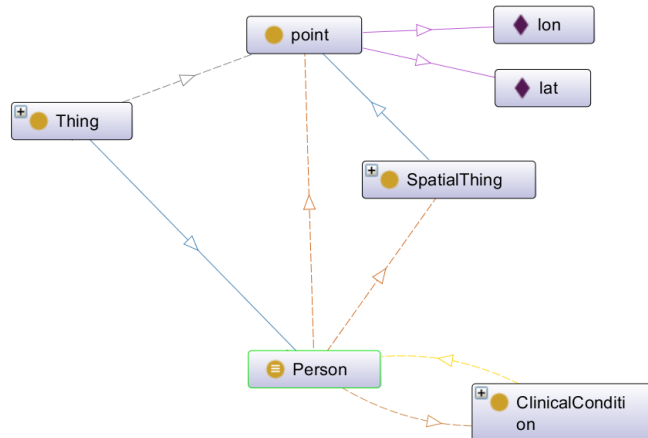 point
lon
lat
Thing
SpatialThing
Person
ClinicalConditi
on